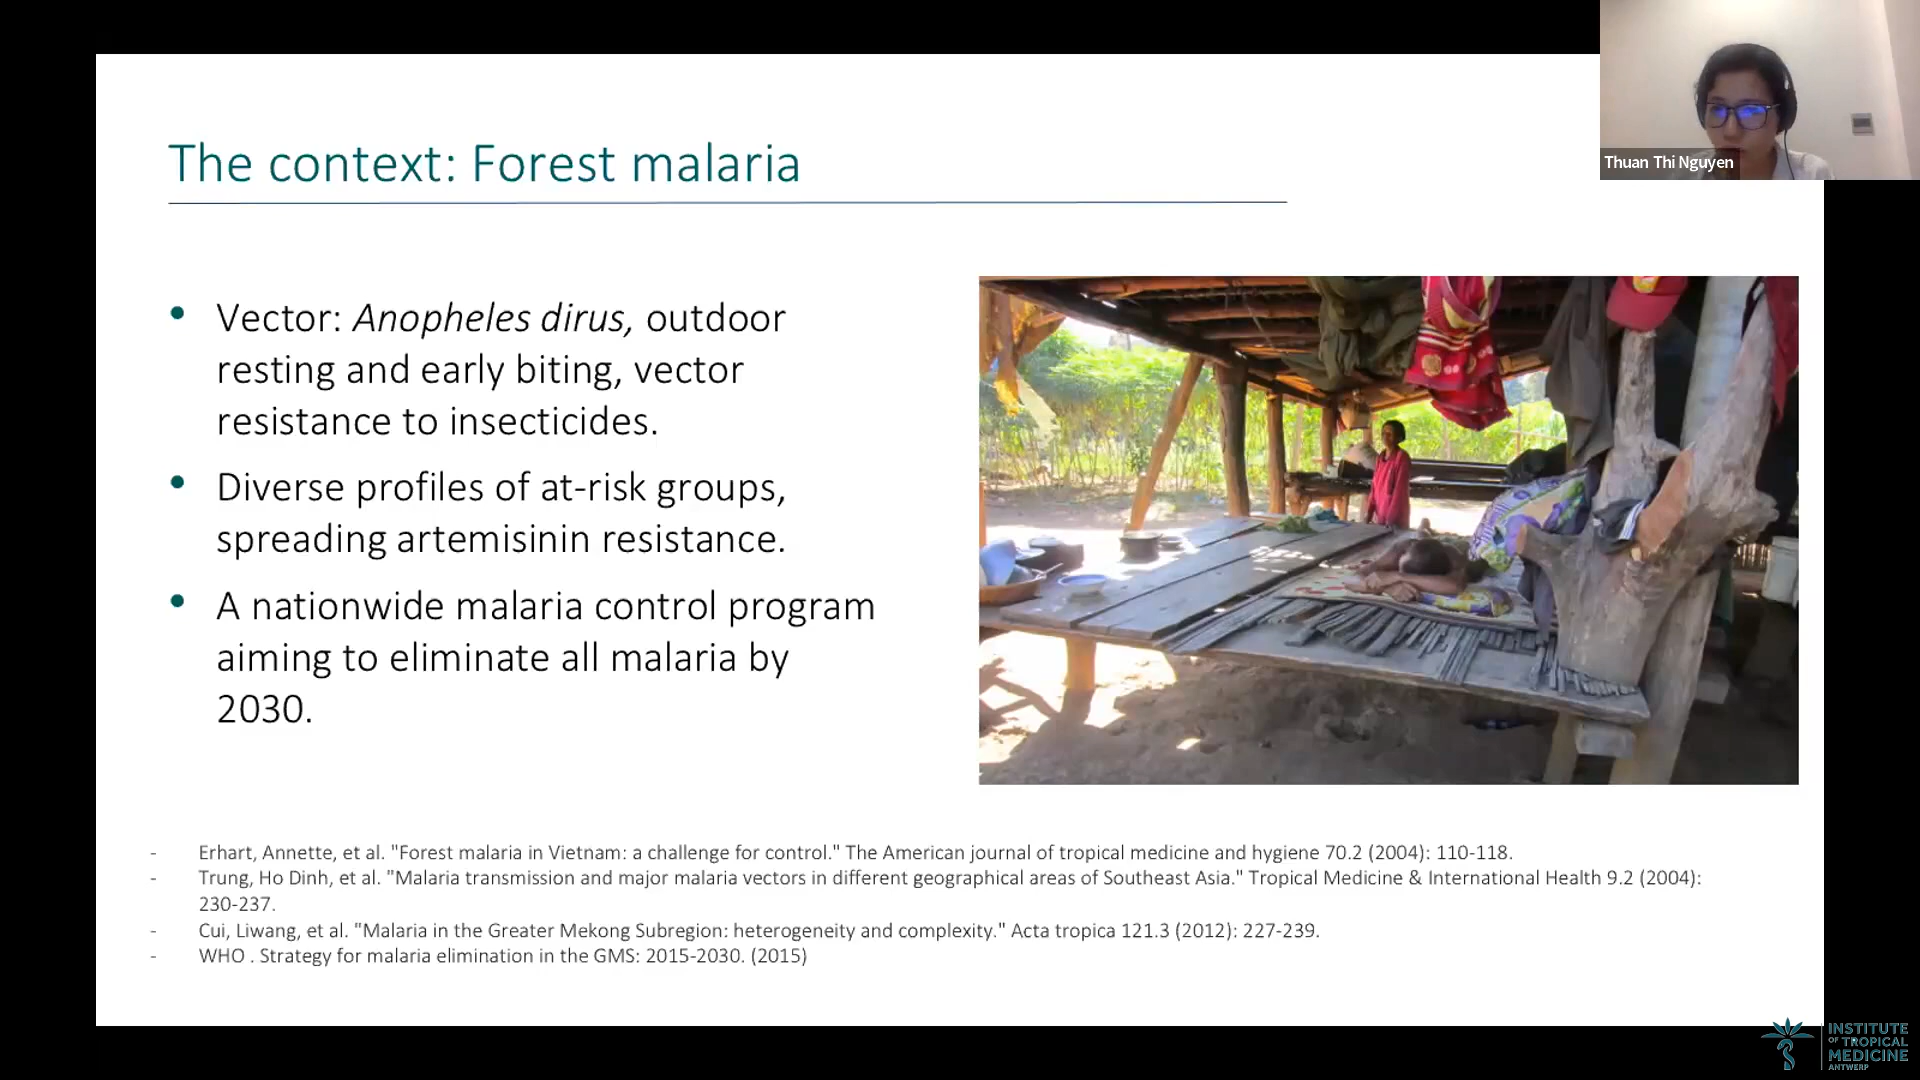 Thuan Thi Nguyen
The context: Forest malaria
• Vector: Anopheles dirus, outdoor
resting and early biting, vector
resistance to insecticides.
• Diverse profiles of at-risk groups,
spreading artemisinin resistance.
• A nationwide malaria control program
aiming to eliminate all malaria by
2030.
- Erhart, Annette, et al. "Forest malaria in Vietnam: a challenge for control." The American journal of tropical medicine and hygiene 70.2 (2004): 110-118.
- Trung, Ho Dinh, et al. "Malaria transmission and major malaria vectors in different geographical areas of Southeast Asia." Tropical Medicine & International Health 9.2 (2004):
230-237.
- Cui, Liwang, et al. "Malaria in the Greater Mekong Subregion: heterogeneity and complexity." Acta tropica 121.3 (2012): 227-239.
- WHO . Strategy for malaria elimination in the GMS: 2015-2030. (2015)
INSTITUTE
OF TROPICAL
MEDICINE
ANTWERP